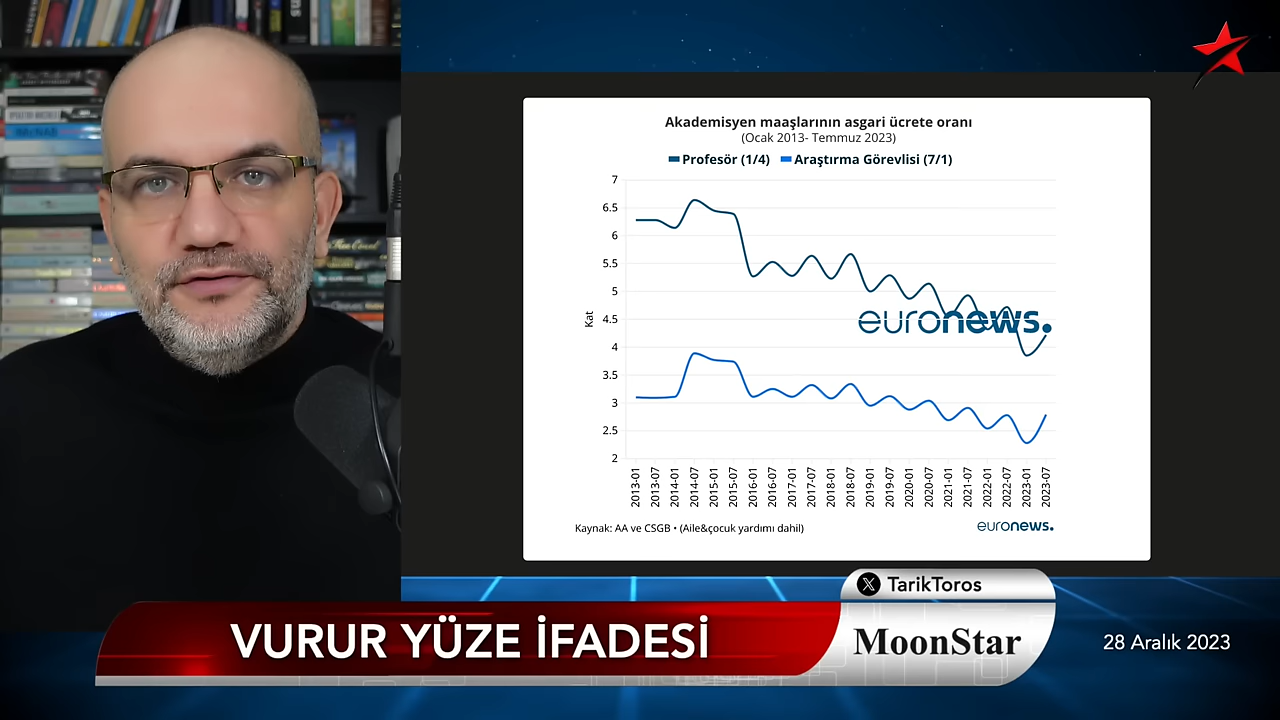 Akademisyen maaşlarının asgari ücrete oranı
(Ocak 2013- Temmuz 2023)
Profesör (1/4) Araştırma Görevlisi (7/1)
7
6.5
6
5.5
5
4.5
4
3.5
3
2.5
2
Kat
euronews.
2013-01 2013-07 2014-01 2014-07 2015-01 2015-07 2016-01 2016-07 2017-01 2017-07 2018-01 2018-07 2019-01 2019-07 2020-01 2020-07 2021-01 2021-07 2022-01 2022-07 2023-01 2023-07
Kaynak: AA ve CSGB • (Aile&çocuk yardımı dahil)
euronews.
TarikToros
VURUR YÜZE İFADESİ
MoonStar
28 Aralık 2023